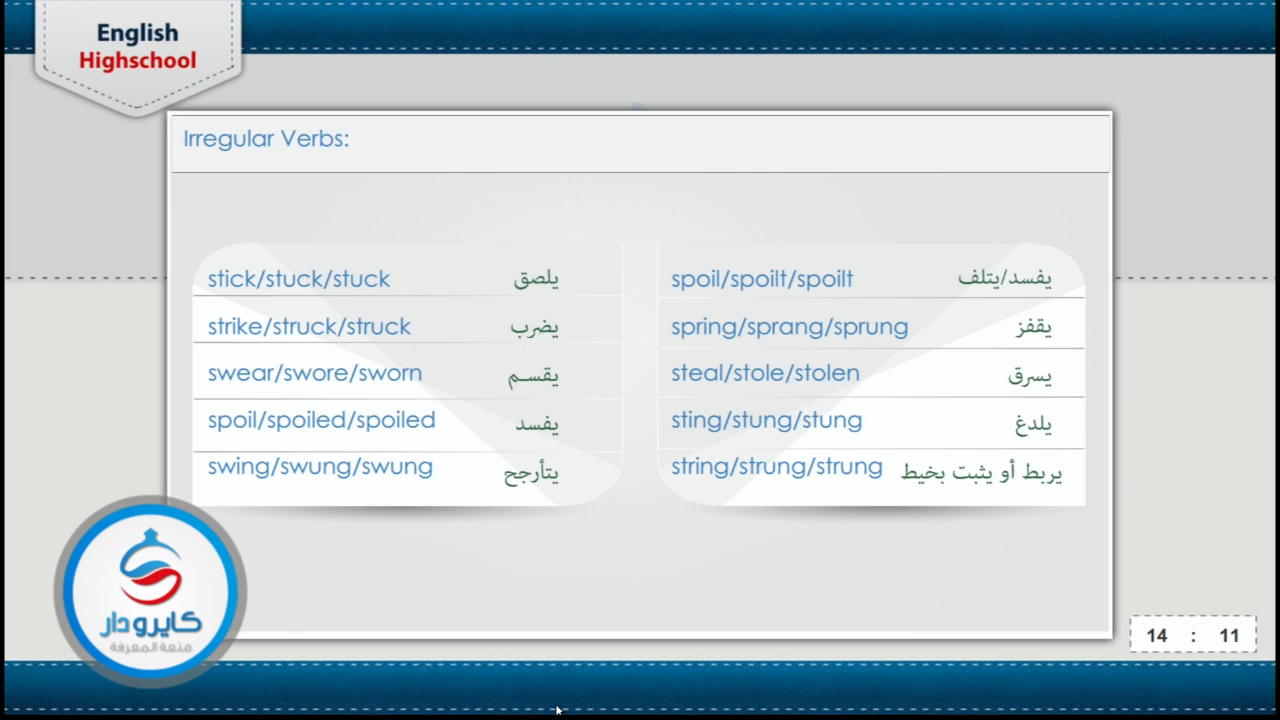 English
Highschool
Irregular Verbs:
stick/stuck/stuck يلصق
strike/struck/struck يضرب
swear/swore/sworn يقسم
spoil/spoiled/spoiled يفسد
swing/swung/swung يتأرجح
spoil/spoilt/spoilt يفسد/يتلف
spring/sprang/sprung يقفز
steal/stole/stolen يسرق
sting/stung/stung يلدغ
string/strung/strung يربط أو يثبت بخيط
كايرودار
متعة المعرفة
14 : 11